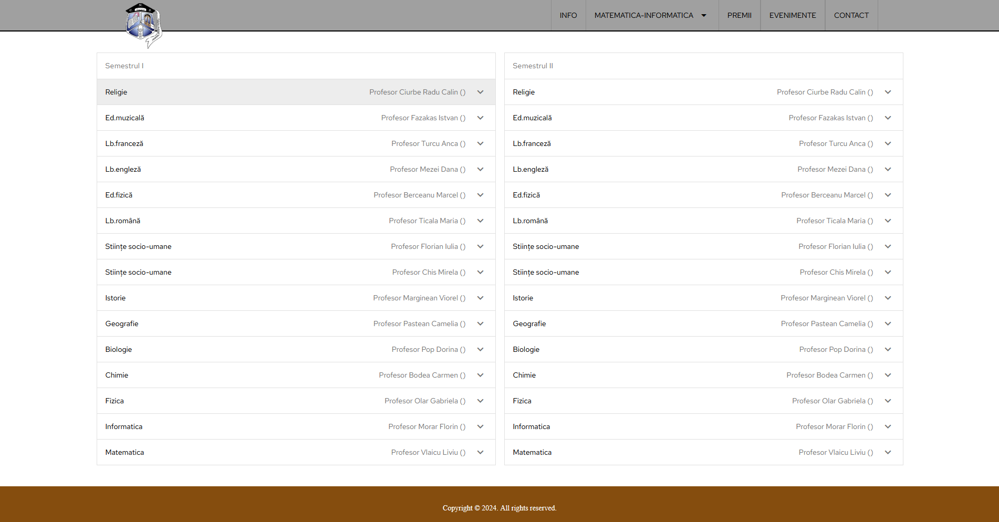 INFO
MATEMATICA-INFORMATICA
PREMII
EVENIMENTE
CONTACT
Semestrul I
Religie Profesor Ciurbe Radu Calin ()
Ed.muzicală Profesor Fazakas Istvan ()
Lb.franceză Profesor Turcu Anca ()
Lb.engleză Profesor Mezei Dana ()
Ed.fizică Profesor Berceanu Marcel ()
Lb.română Profesor Ticala Maria ()
Stiințe socio-umane Profesor Florian Iulia ()
Stiințe socio-umane Profesor Chis Mirela ()
Istorie Profesor Marginean Viorel ()
Geografie Profesor Pastean Camelia ()
Biologie Profesor Pop Dorina ()
Chimie Profesor Bodea Carmen ()
Fizica Profesor Olar Gabriela ()
Informatica Profesor Morar Florin ()
Matematica Profesor Vlaicu Liviu ()
Semestrul II
Religie Profesor Ciurbe Radu Calin ()
Ed.muzicală Profesor Fazakas Istvan ()
Lb.franceză Profesor Turcu Anca ()
Lb.engleză Profesor Mezei Dana ()
Ed.fizică Profesor Berceanu Marcel ()
Lb.română Profesor Ticala Maria ()
Stiințe socio-umane Profesor Florian Iulia ()
Stiințe socio-umane Profesor Chis Mirela ()
Istorie Profesor Marginean Viorel ()
Geografie Profesor Pastean Camelia ()
Biologie Profesor Pop Dorina ()
Chimie Profesor Bodea Carmen ()
Fizica Profesor Olar Gabriela ()
Informatica Profesor Morar Florin ()
Matematica Profesor Vlaicu Liviu ()
Copyright © 2024. All rights reserved.